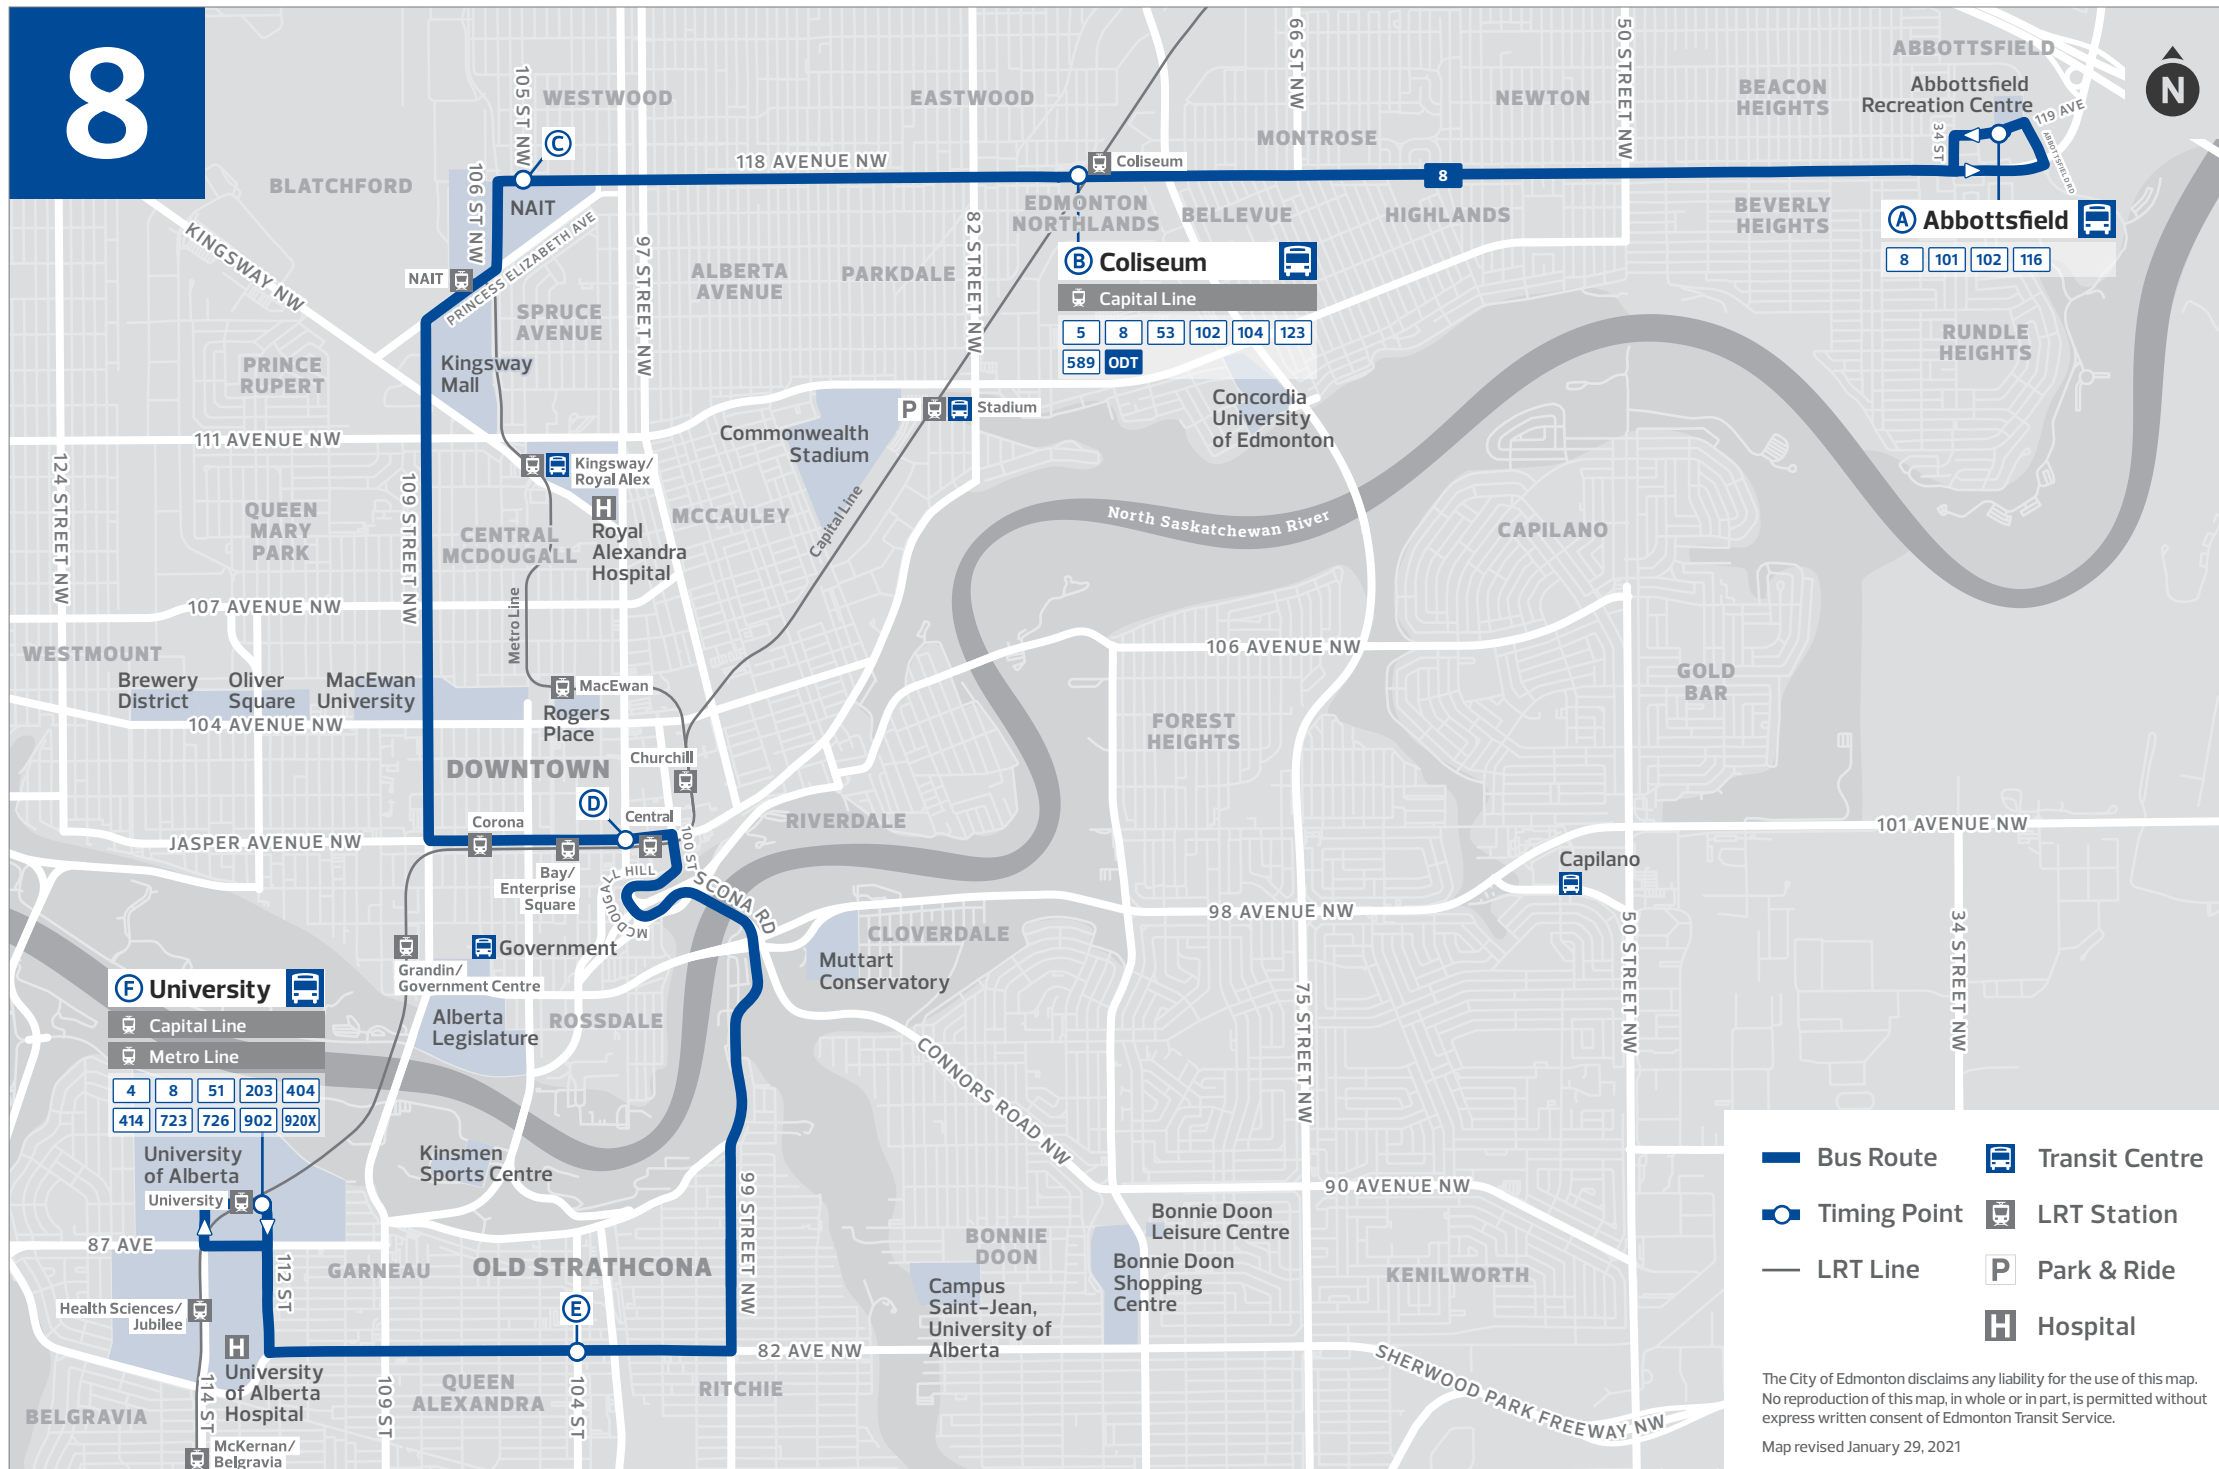 8
N
105 ST NW
WESTWOOD
EASTWOOD
66 ST NW
50 STREET NW
NEWTON
BEACON
HEIGHTS
ABBOTTSFIELD
Abbottsfield
Recreation Centre
119 AVE
34 ST
ABBOTTSFIELD RD
C
118 AVENUE NW
Coliseum
MONTROSE
8
BLATCHFORD
106 ST NW
NAIT
KINGSWAY NW
NAIT
PRINCESS ELIZABETH AVE
97 STREET NW
82 STREET NW
EDMONTON
NORTHLANDS
BELLEVUE
HIGHLANDS
BEVERLY
HEIGHTS
A Abbottsfield
8 101 102 116
B Coliseum
Capital Line
5 8 53 102 104 123
589 ODT
ALBERTA
AVENUE
PARKDALE
SPRUCE
AVENUE
PRINCE
RUPERT
Kingsway
Mall
RUNDLE
HEIGHTS
P
Stadium
Commonwealth
Stadium
Concordia
University
of Edmonton
111 AVENUE NW
124 STREET NW
109 STREET NW
Kingsway/
Royal Alex
H
Royal
Alexandra
Hospital
QUEEN
MARY
PARK
CENTRAL
MCDOUGALL
MCCAULEY
Capital Line
North Saskatchewan River
CAPILANO
Metro Line
107 AVENUE NW
106 AVENUE NW
WESTMOUNT
Brewery
District
Oliver
Square
MacEwan
University
MacEwan
Rogers
Place
104 AVENUE NW
GOLD
BAR
FOREST
HEIGHTS
Churchill
DOWNTOWN
D
Corona
Central
100 ST
RIVERDALE
101 AVENUE NW
JASPER AVENUE NW
Bay/
Enterprise
Square
MCDOUGALL HILL
SCONA RD
Capilano
98 AVENUE NW
50 STREET NW
34 STREET NW
CLOVERDALE
Muttart
Conservatory
Government
Grandin/
Government Centre
F University
Capital Line
Metro Line
4 8 51 203 404
414 723 726 902 920X
Alberta
Legislature
ROSSDALE
75 STREET NW
CONNORS ROAD NW
Kinsmen
Sports Centre
University
of Alberta
University
99 STREET NW
90 AVENUE NW
87 AVE
112 ST
GARNEAU
OLD STRATHCONA
BONNIE
DOON
Bonnie Doon
Leisure Centre
Bonnie Doon
Shopping
Centre
KENILWORTH
Health Sciences/
Jubilee
E
Campus
Saint-Jean,
University of
Alberta
H
University
of Alberta
Hospital
82 AVE NW
SHERWOOD PARK FREEWAY NW
114 ST
109 ST
QUEEN
ALEXANDRA
104 ST
RITCHIE
BELGRAVIA
McKernan/
Belgravia
Bus Route
Transit Centre
Timing Point
LRT Station
LRT Line
P Park & Ride
H Hospital
The City of Edmonton disclaims any liability for the use of this map.
No reproduction of this map, in whole or in part, is permitted without
express written consent of Edmonton Transit Service.
Map revised January 29, 2021